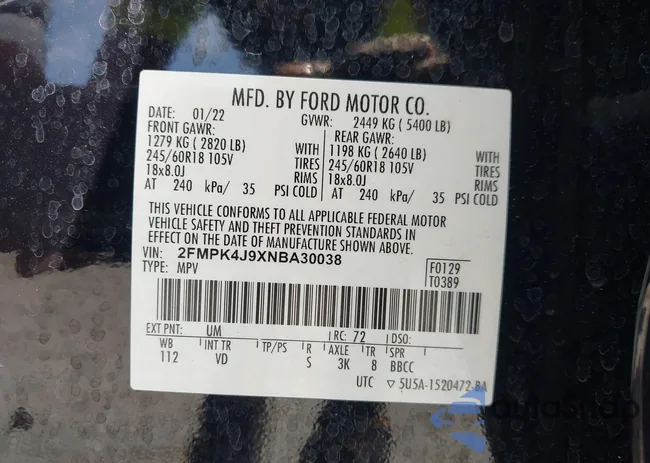 MFD. BY FORD MOTOR CO.
DATE: 01/22 GVWR: 2449 KG ( 5400 LB)
FRONT GAWR: REAR GAWR:
1279 KG ( 2820 LB) WITH 1198 KG ( 2640 LB) WITH
245/60R18 105V TIRES 245/60R18 105V TIRES
18x8.0J RIMS 18x8.0J RIMS
AT 240 kPa/ 35 PSI COLD AT 240 kPa/ 35 PSI COLD
THIS VEHICLE CONFORMS TO ALL APPLICABLE FEDERAL MOTOR
VEHICLE SAFETY AND THEFT PREVENTION STANDARDS IN
EFFECT ON THE DATE OF MANUFACTURE SHOWN ABOVE.
VIN: 2FMPK4J9XNBA30038 F0129
TYPE: MPV T0389
EXT PNT: UM RC: 72 DSO:
WB INT TR TP/PS R AXLE TR SPR
112 VD S 3K 8 BBCC
UTC ▽ 5U5A-1520472-BA
autosnap